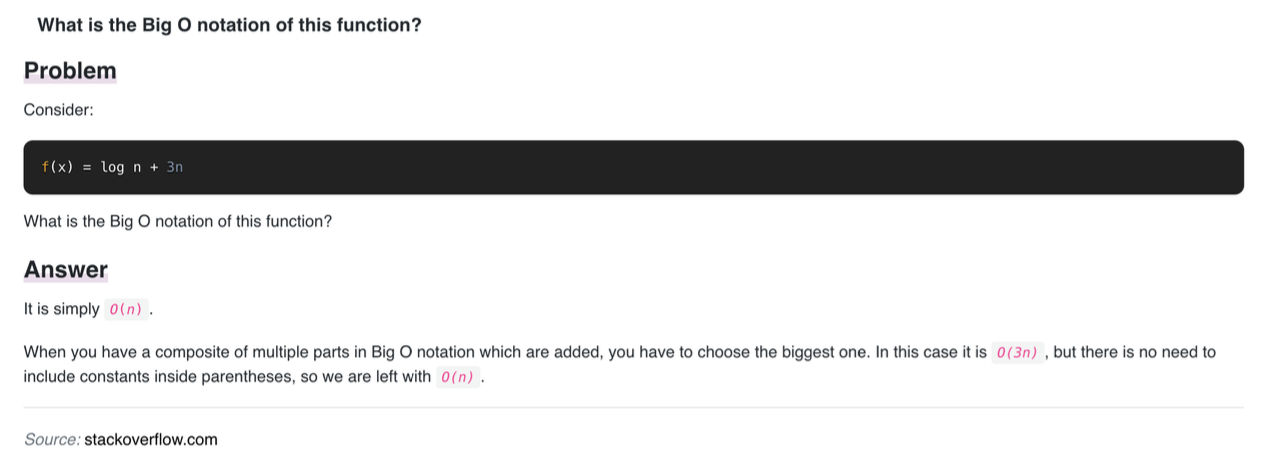 What is the Big O notation of this function?
Problem
Consider:
f(x) = log n + 3n
What is the Big O notation of this function?
Answer
It is simply O(n) .
When you have a composite of multiple parts in Big O notation which are added, you have to choose the biggest one. In this case it is O(3n) , but there is no need to
include constants inside parentheses, so we are left with O(n) .
Source: stackoverflow.com